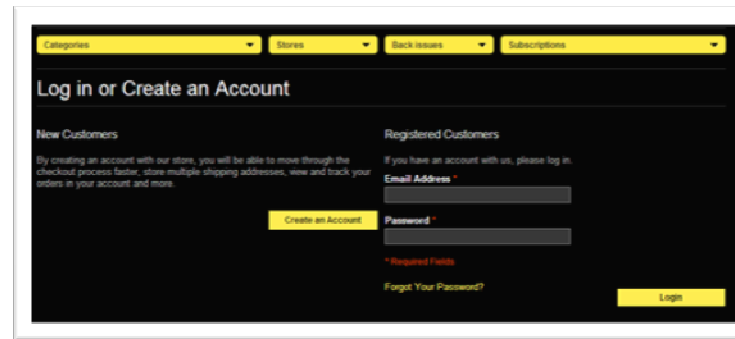 Categories
Stores
Back issues
Subscriptions
Log in or Create an Account
New Customers
By creating an account with our store, you will be able to move through the
checkout process faster, store multiple shipping addresses, view and track your
orders in your account and more.
Create an Account
Registered Customers
If you have an account with us, please log in.
Email Address *
Password *
* Required Fields
Forgot Your Password?
Login